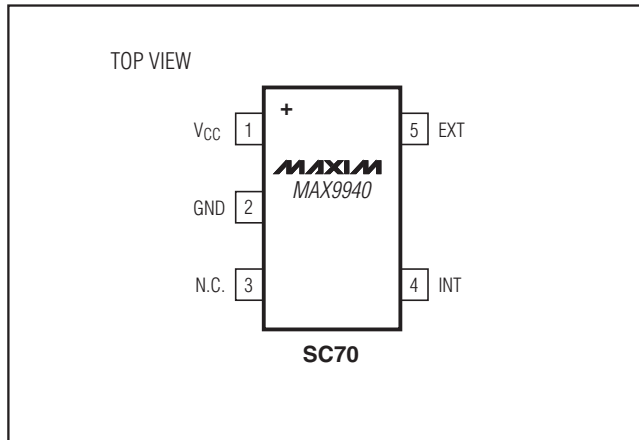 TOP VIEW
+
VCC 1
5 EXT
MAXIM
MAX9940
GND 2
N.C. 3
4 INT
SC70